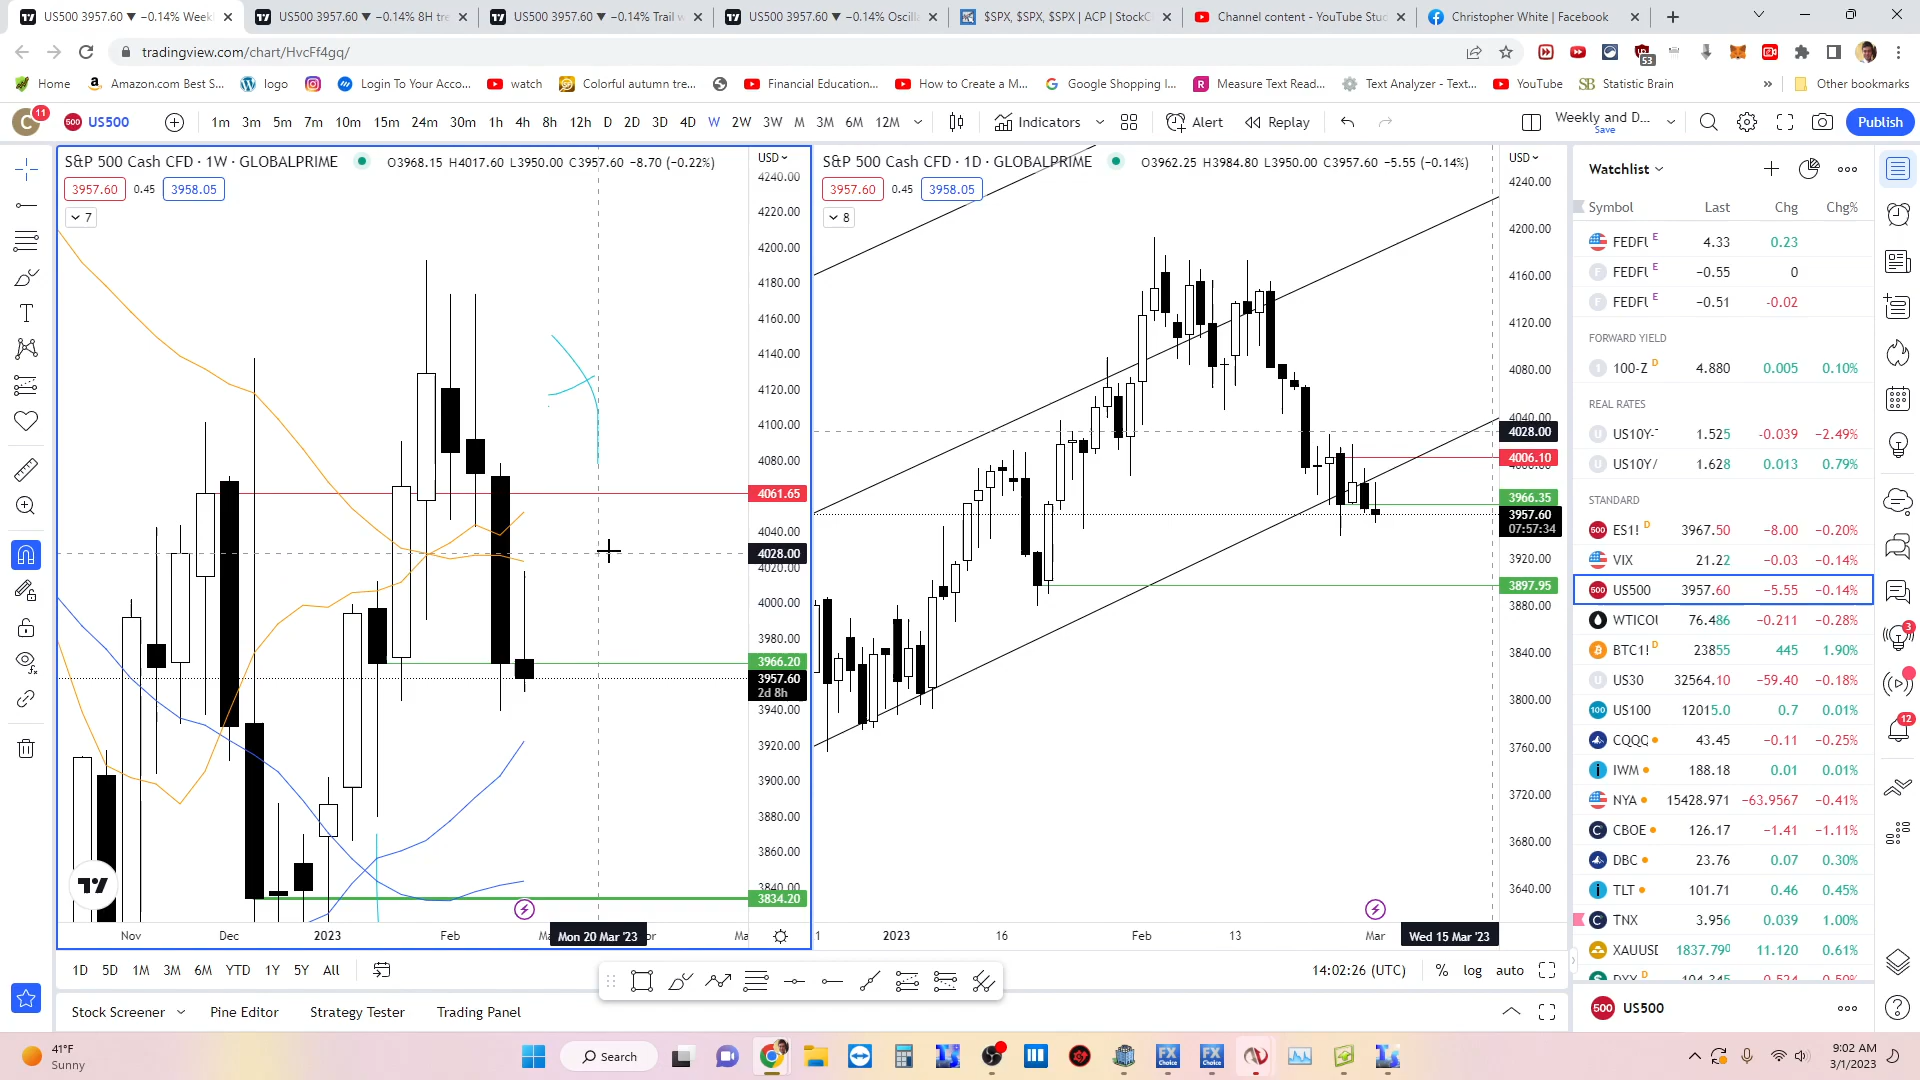 US500 3957.60 ▼ −0.14% Weekl
US500 3957.60 ▼ −0.14% 8H tre
US500 3957.60 ▼ −0.14% Trail w
US500 3957.60 ▼ −0.14% Oscilla
$SPX, $SPX, $SPX | ACP | StockCh
Channel content - YouTube Stud
Christopher White | Facebook
tradingview.com/chart/HvcFf4gq/
53
Home
Amazon.com Best S...
logo
Login To Your Acco...
watch
Colorful autumn tre...
Financial Education...
How to Create a M...
Google Shopping I...
Measure Text Read...
Text Analyzer - Text...
YouTube
SB Statistic Brain
»
Other bookmarks
C 11
500 US500
1m 3m 5m 7m 10m 15m 24m 30m 1h 4h 8h 12h D 2D 3D 4D W 2W 3W M 3M 6M 12M
Indicators
Alert
Replay
Weekly and D...
Save
Publish
S&P 500 Cash CFD · 1W · GLOBALPRIME
O3968.15 H4017.60 L3950.00 C3957.60 −8.70 (−0.22%)
3957.60 0.45 3958.05
7
USD
4240.00
4220.00
4200.00
4180.00
4160.00
4140.00
4120.00
4100.00
4080.00
4061.65
4040.00
4028.00
4020.00
4000.00
3980.00
3966.20
3957.60
2d 8h
3940.00
3920.00
3900.00
3880.00
3860.00
3840.00
3834.20
Nov Dec 2023 Feb Mon 20 Mar '23
S&P 500 Cash CFD · 1D · GLOBALPRIME
O3962.25 H3984.80 L3950.00 C3957.60 −5.55 (−0.14%)
3957.60 0.45 3958.05
8
USD
4240.00
4200.00
4160.00
4120.00
4080.00
4040.00
4028.00
4006.10
3966.35
3957.60
07:57:34
3920.00
3897.95
3880.00
3840.00
3800.00
3760.00
3720.00
3680.00
3640.00
1 2023 16 Feb 13 Mar Wed 15 Mar '23
1D 5D 1M 3M 6M YTD 1Y 5Y All
14:02:26 (UTC) % log auto
Stock Screener
Pine Editor
Strategy Tester
Trading Panel
Watchlist
Symbol Last Chg Chg%
FEDFU E 4.33 0.23
FEDFU E −0.55 0
FEDFU E −0.51 -0.02
FORWARD YIELD
100-Z D 4.880 0.005 0.10%
REAL RATES
US10Y-T 1.525 -0.039 −2.49%
US10Y/ 1.628 0.013 0.79%
STANDARD
ES1! D 3967.50 −8.00 −0.20%
VIX 21.22 −0.03 −0.14%
US500 3957.60 −5.55 −0.14%
WTICOU 76.486 −0.211 −0.28%
BTC1! D 23855 445 1.90%
US30 32564.10 −59.40 −0.18%
US100 12015.0 0.7 0.01%
CQQQ 43.45 −0.11 −0.25%
IWM 188.18 0.01 0.01%
NYA 15428.971 −63.9567 −0.41%
CBOE 126.17 −1.41 −1.11%
DBC 23.76 0.07 0.30%
TLT 101.71 0.46 0.45%
TNX 3.956 0.039 1.00%
XAUUSD 1837.790 11.120 0.61%
DXY D 104.345 −0.524 −0.50%
500 US500
3
12
41°F
Sunny
Search
9:02 AM
3/1/2023